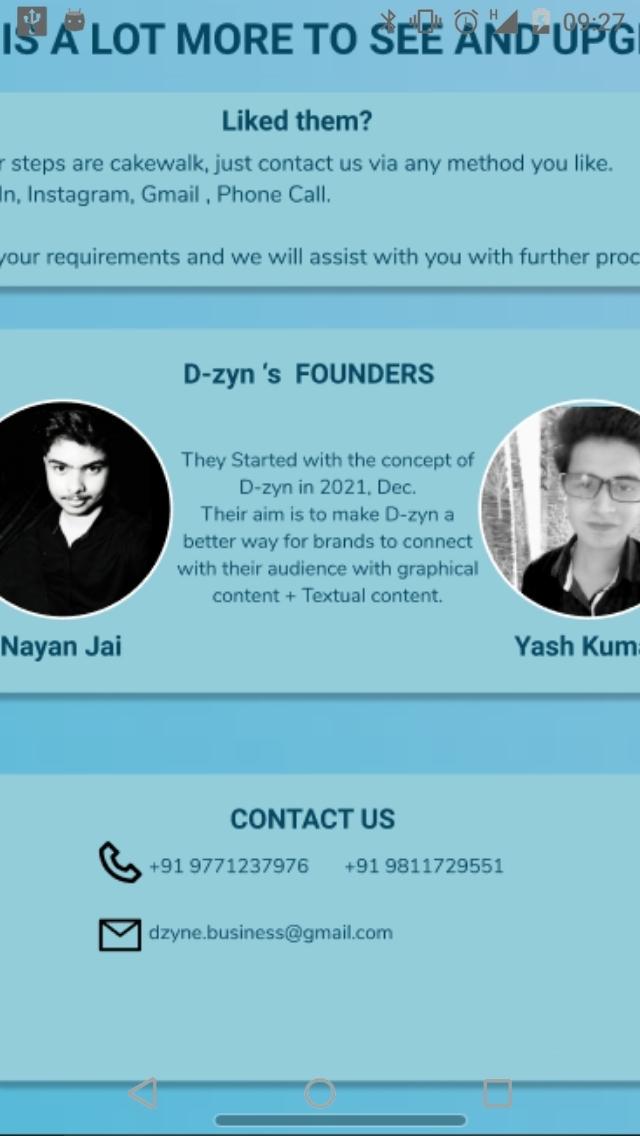 09:27
IS A LOT MORE TO SEE AND UPG
Liked them?
r steps are cakewalk, just contact us via any method you like.
In, Instagram, Gmail , Phone Call.
your requirements and we will assist with you with further proc
D-zyn ‘s FOUNDERS
They Started with the concept of
D-zyn in 2021, Dec.
Their aim is to make D-zyn a
better way for brands to connect
with their audience with graphical
content + Textual content.
Nayan Jai
Yash Kuma
CONTACT US
+91 9771237976 +91 9811729551
dzyne.business@gmail.com